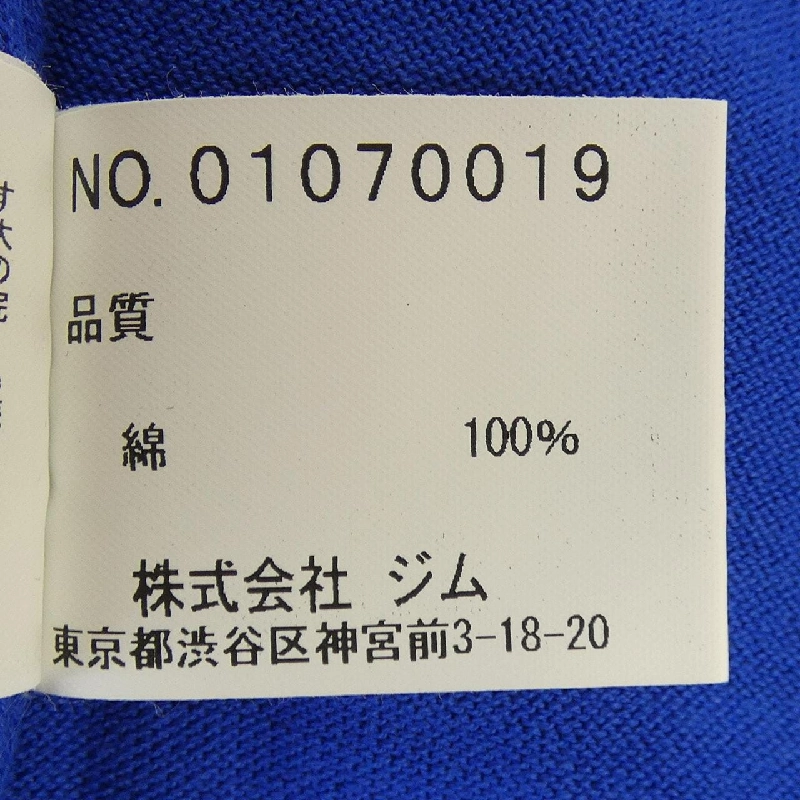 NO. 01070019
品質
綿 100%
株式会社 ジム
東京都渋谷区神宮前3-18-20